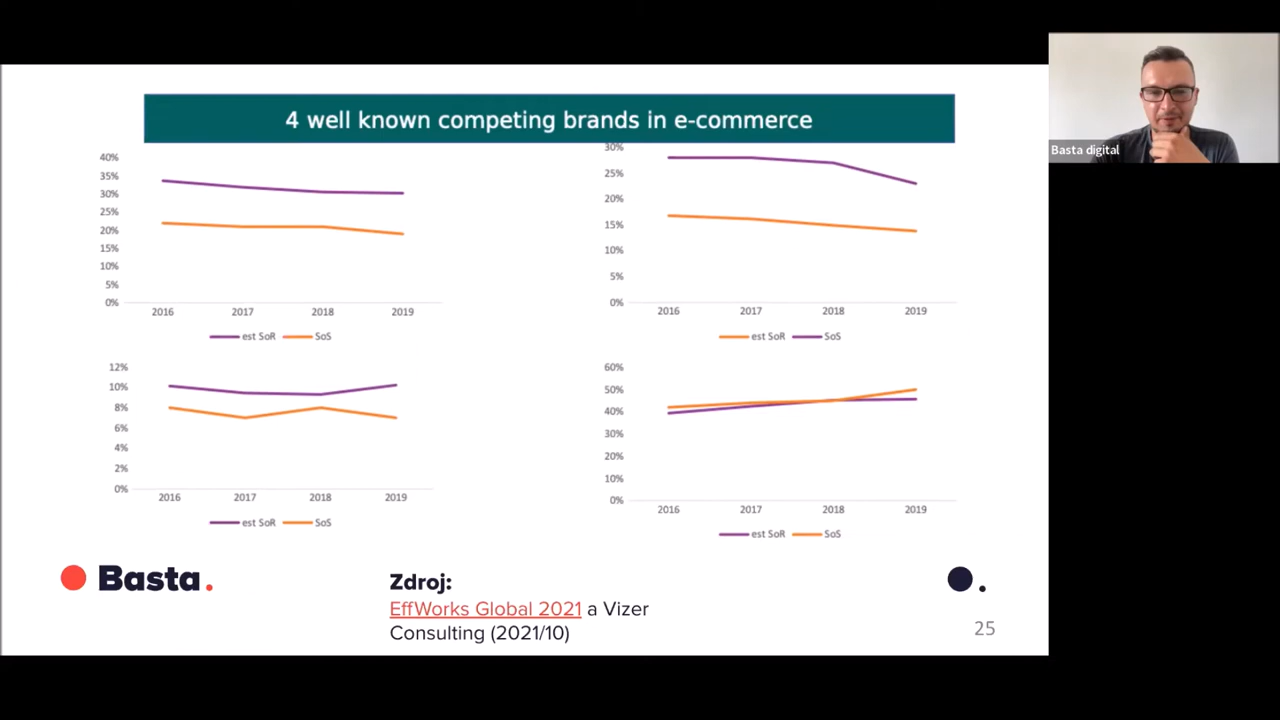 4 well known competing brands in e-commerce
Basta digital
40%
35%
30%
25%
20%
15%
10%
5%
0%
2016 2017 2018 2019
est SoR SoS
30%
25%
20%
15%
10%
5%
0%
2016 2017 2018 2019
est SoR SoS
12%
10%
8%
6%
4%
2%
0%
2016 2017 2018 2019
est SoR SoS
60%
50%
40%
30%
20%
10%
0%
2016 2017 2018 2019
est SoR SoS
Basta.
Zdroj:
EffWorks Global 2021 a Vizer
Consulting (2021/10)
25